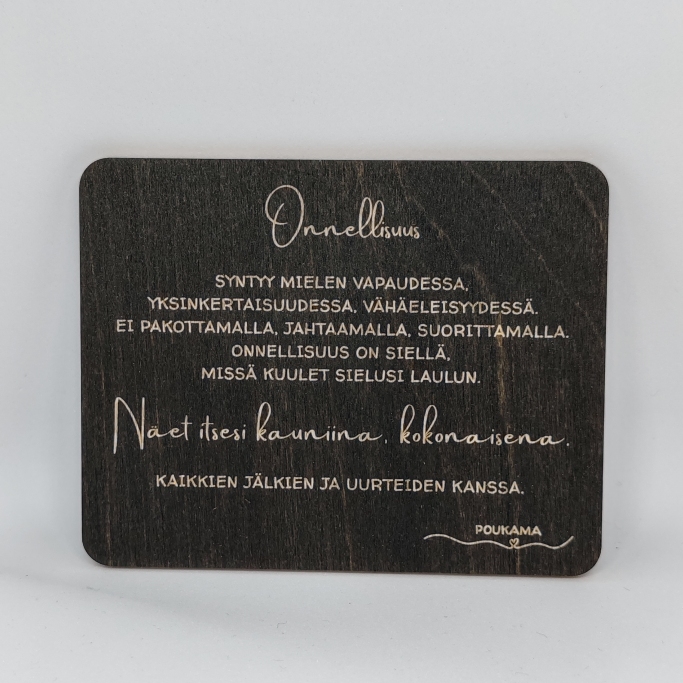 Onnellisuus
SYNTYY MIELEN VAPAUDESSA,
YKSINKERTAISUUDESSA, VÄHÄELEISYYDESSÄ.
EI PAKOTTAMALLA, JAHTAAMALLA, SUORITTAMALLA.
ONNELLISUUS ON SIELLÄ,
MISSÄ KUULET SIELUSI LAULUN.
Näet itsesi kauniina, kokonaisena.
KAIKKIEN JÄLKIEN JA UURTEIDEN KANSSA.
POUKAMA